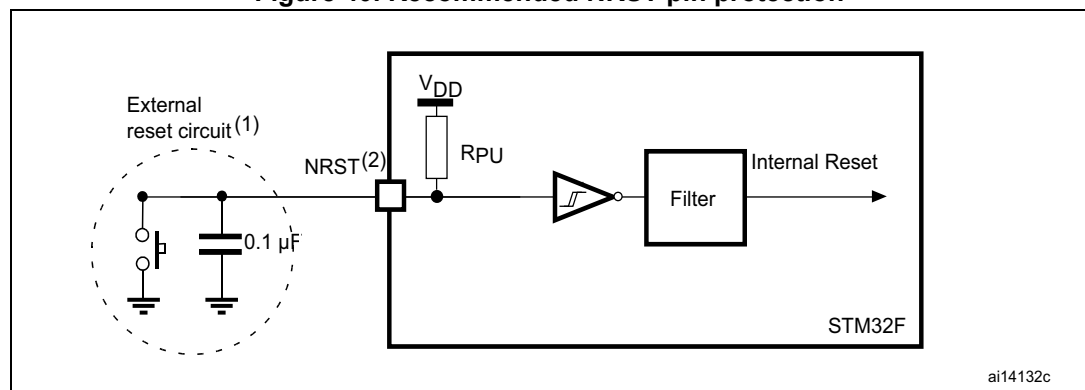 Figure 40. Recommended NRST pin protection
VDD
External
reset circuit(1)
NRST(2)
RPU
Internal Reset
Filter
0.1 µF
STM32F
ai14132c